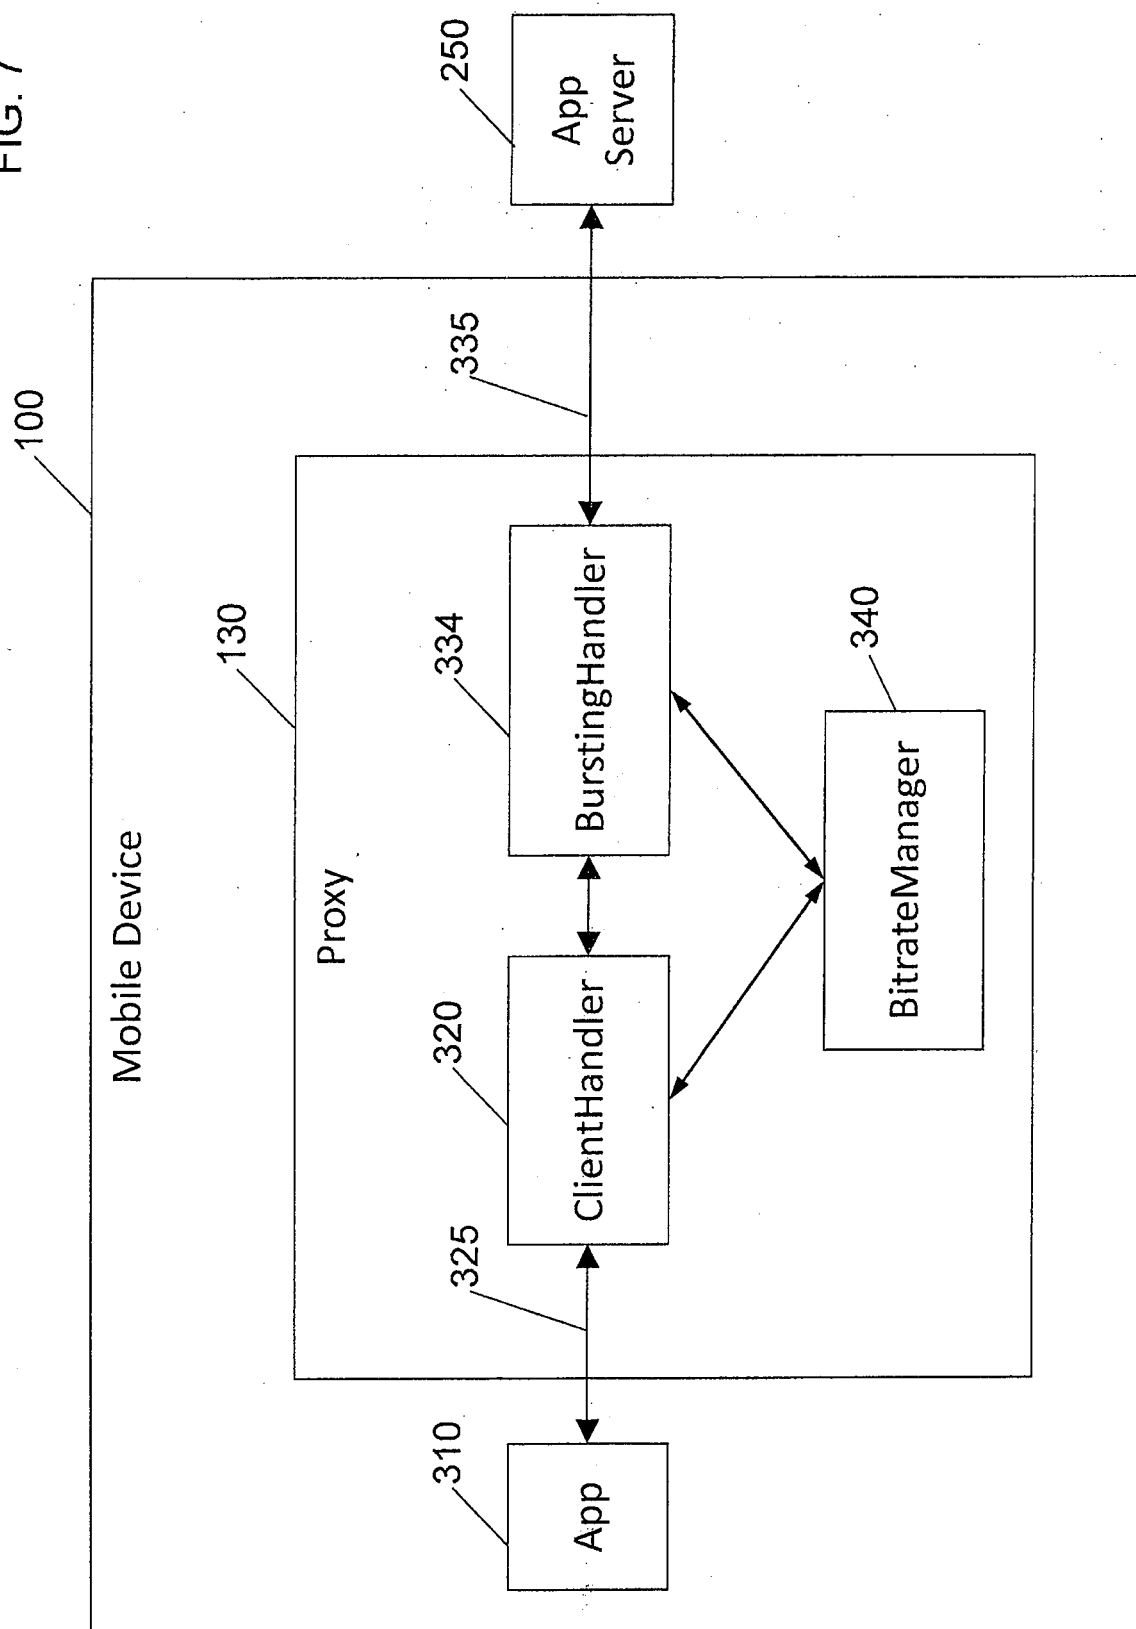 FIG. 7
100
Mobile Device
130
Proxy
310
App
325
320
ClientHandler
334
BurstingHandler
335
250
App
Server
340
BitrateManager